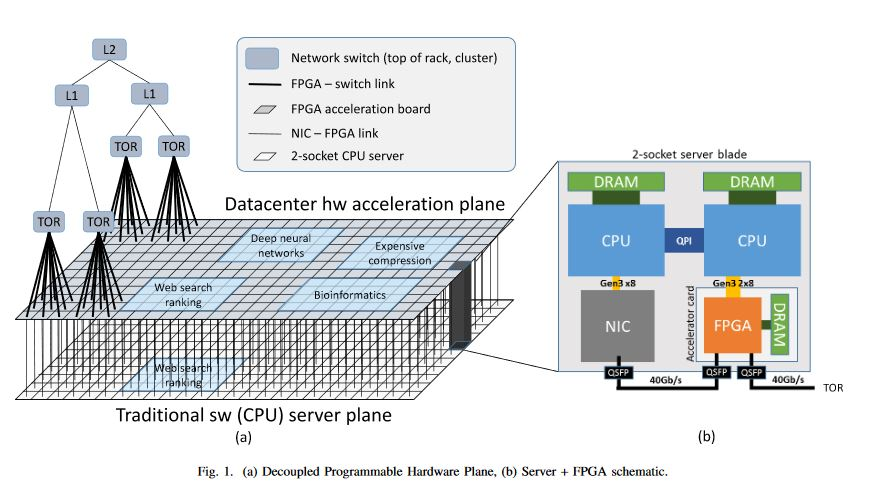 L2
L1
L1
TOR
TOR
TOR
TOR
Network switch (top of rack, cluster)
FPGA – switch link
FPGA acceleration board
NIC – FPGA link
2-socket CPU server
Datacenter hw acceleration plane
Deep neural
networks
Expensive
compression
Web search
ranking
Bioinformatics
Web search
ranking
Traditional sw (CPU) server plane
(a)
2-socket server blade
DRAM
DRAM
CPU
QPI
CPU
Gen3 x8
Gen3 2x8
NIC
Accelerator card
FPGA
DRAM
QSFP
QSFP
QSFP
40Gb/s
40Gb/s
TOR
(b)
Fig. 1. (a) Decoupled Programmable Hardware Plane, (b) Server + FPGA schematic.